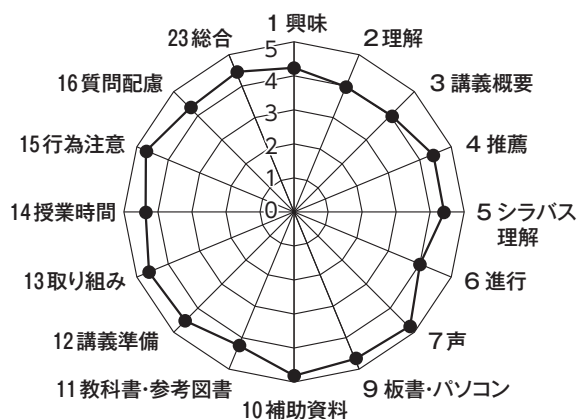 1 興味
2 理解
3 講義概要
4 推薦
5 シラバス
理解
6 進行
7 声
9 板書・パソコン
10 補助資料
11 教科書・参考図書
12 講義準備
13 取り組み
14 授業時間
15 行為注意
16 質問配慮
23 総合
5
4
3
2
1
0